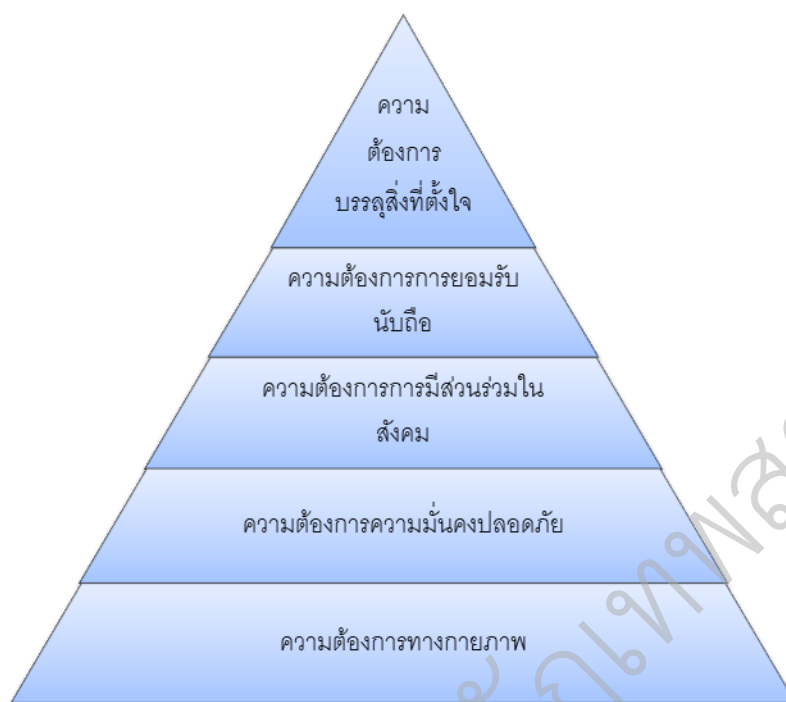 ความ
ต้องการ
บรรลุสิ่งที่ตั้งใจ
ความต้องการการยอมรับ
นับถือ
ความต้องการการมีส่วนร่วมใน
สังคม
ความต้องการความมั่นคงปลอดภัย
ความต้องการทางกายภาพ